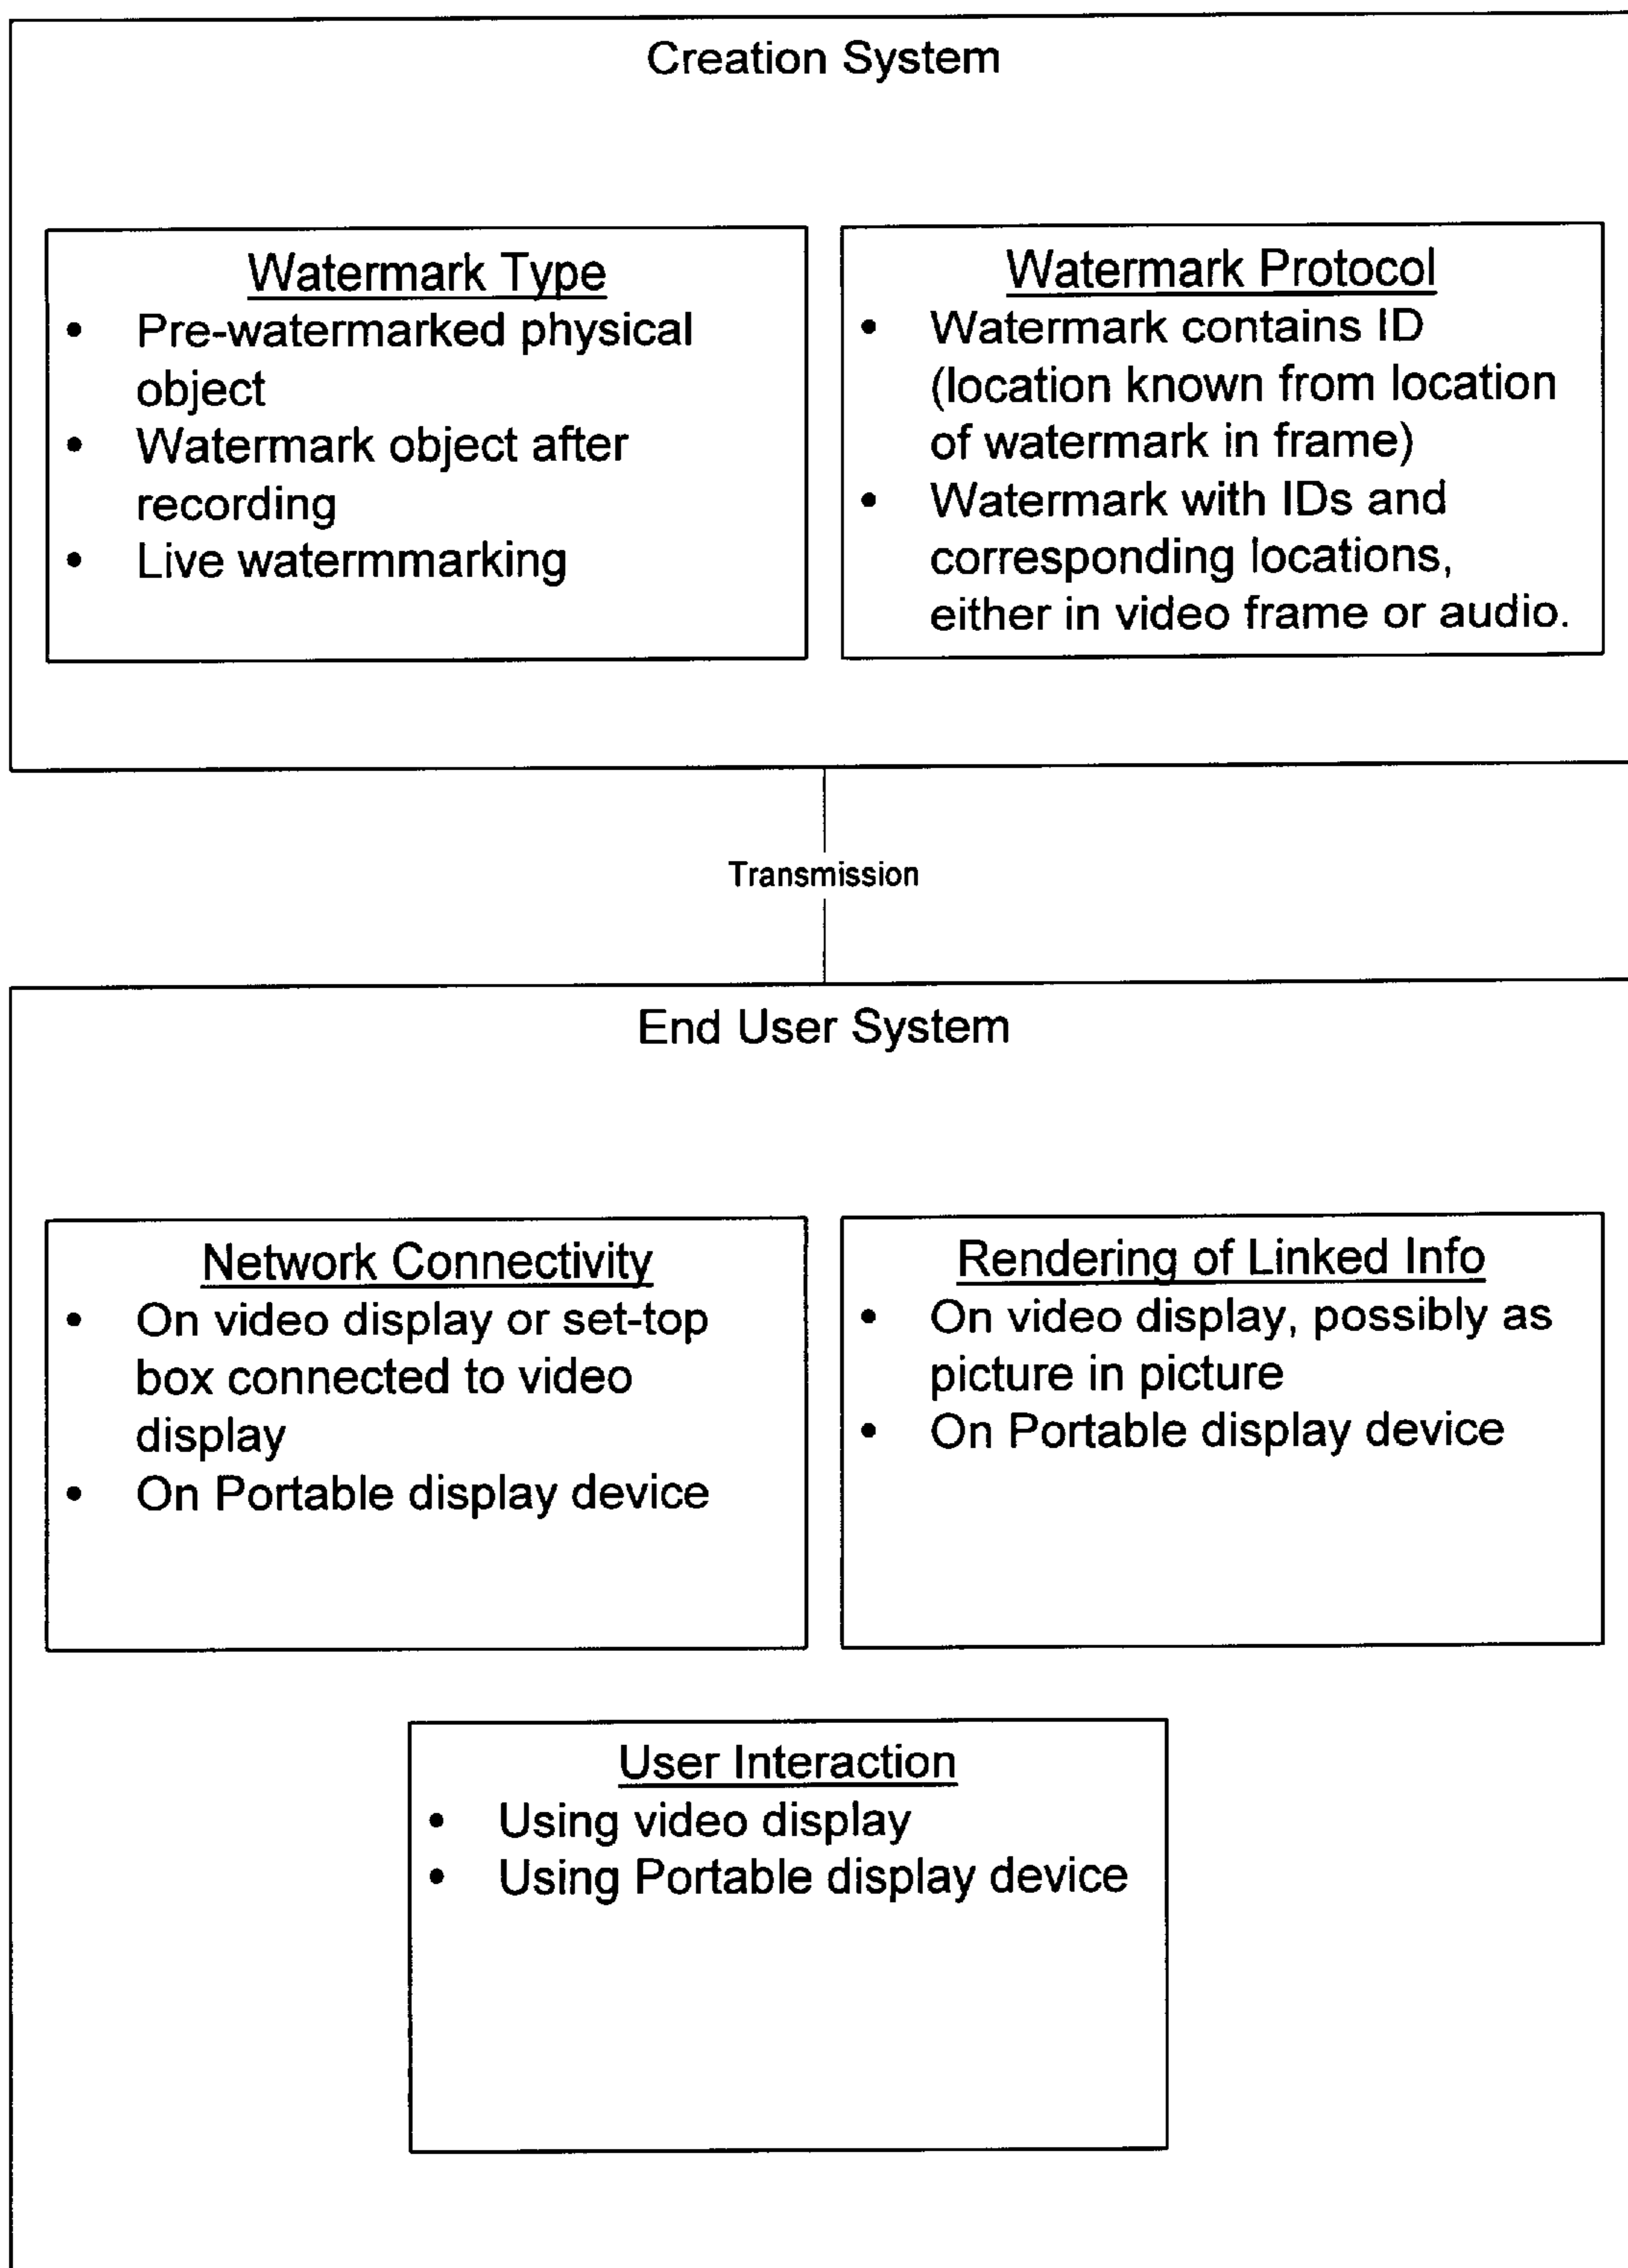 Creation System
Watermark Type
• Pre-watermarked physical
object
• Watermark object after
recording
• Live watermmarking
Watermark Protocol
• Watermark contains ID
(location known from location
of watermark in frame)
• Watermark with IDs and
corresponding locations,
either in video frame or audio.
Transmission
End User System
Network Connectivity
• On video display or set-top
box connected to video
display
• On Portable display device
Rendering of Linked Info
• On video display, possibly as
picture in picture
• On Portable display device
User Interaction
• Using video display
• Using Portable display device